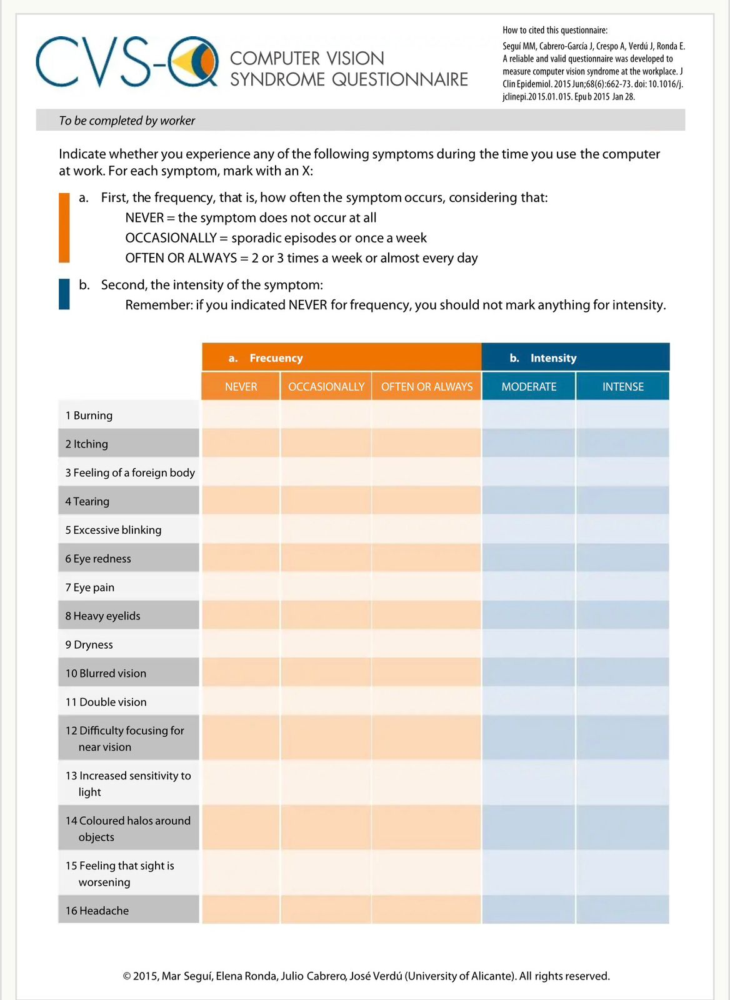 CVS-Q
COMPUTER VISION
SYNDROME QUESTIONNAIRE
How to cited this questionnaire:
Seguí MM, Cabrero-García J, Crespo A, Verdú J, Ronda E.
A reliable and valid questionnaire was developed to
measure computer vision syndrome at the workplace. J
Clin Epidemiol. 2015 Jun;68(6):662-73. doi: 10.1016/j.
jclinepi.2015.01.015. Epub 2015 Jan 28.
To be completed by worker
Indicate whether you experience any of the following symptoms during the time you use the computer
at work. For each symptom, mark with an X:
a. First, the frequency, that is, how often the symptom occurs, considering that:
NEVER = the symptom does not occur at all
OCCASIONALLY = sporadic episodes or once a week
OFTEN OR ALWAYS = 2 or 3 times a week or almost every day
b. Second, the intensity of the symptom:
Remember: if you indicated NEVER for frequency, you should not mark anything for intensity.
a. Frecuency b. Intensity
NEVER OCCASIONALLY OFTEN OR ALWAYS MODERATE INTENSE
1 Burning
2 Itching
3 Feeling of a foreign body
4 Tearing
5 Excessive blinking
6 Eye redness
7 Eye pain
8 Heavy eyelids
9 Dryness
10 Blurred vision
11 Double vision
12 Difficulty focusing for
near vision
13 Increased sensitivity to
light
14 Coloured halos around
objects
15 Feeling that sight is
worsening
16 Headache
© 2015, Mar Seguí, Elena Ronda, Julio Cabrero, José Verdú (University of Alicante). All rights reserved.